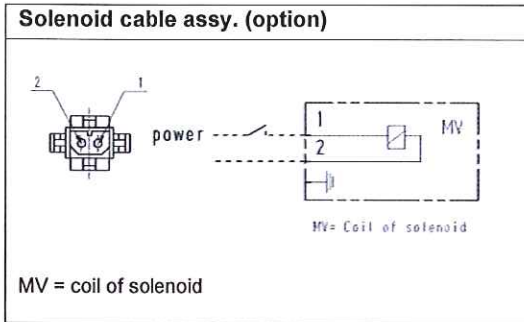 Solenoid cable assy. (option)
2 1
power
1 MV
2
MV= Coil of solenoid
MV = coil of solenoid